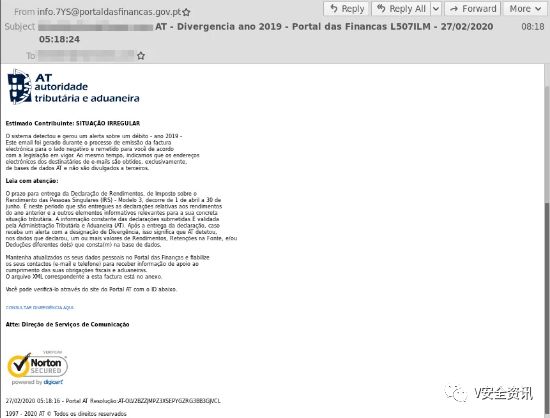 From info.7YS@portaldasfinancas.gov.pt
Reply Reply All Forward More
Subject AT - Divergencia ano 2019 - Portal das Financas L507ILM - 27/02/2020 08:18
05:18:24
To
AT
autoridade
tributária e aduaneira
Estimado Contribuinte: SITUAÇÃO IRREGULAR
O sistema detectou e gerou um alerta sobre um débito - ano 2019 -
Este email foi gerado durante o processo de emissão da factura
electrónica para o lado negativo e remetido para você de acordo
com a legislação em vigor. Ao mesmo tempo, indicamos que os endereços
electrónicos dos destinatários de e-mails são obtidos, exclusivamente,
de bases de dados AT e não são divulgados a terceiros.
Leia com atenção:
O prazo para entrega da Declaração de Rendimentos, de Imposto sobre o
Rendimento das Pessoas Singulares (IRS) - Modelo 3, decorre de 1 de abril a 30 de
junho. É neste período que são entregues as declarações relativas aos rendimentos
do ano anterior e a outros elementos informativos relevantes para a sua concreta
situação tributária. A informação constante das declarações submetidas É validada
pela Administração Tributária e Aduaneira (AT). Após a entrega da declaração, caso
recebe um alerta com a designação de Divergência, isso significa que AT detetou,
nos dados que declarou, um ou mais valores de Rendimentos, Retenções na Fonte, e/ou
Deduções diferentes do(s) que consta(m) na base de dados.
Mantenha atualizados os seus dados pessoais no Portal das Finanças e fiabilize
os seus contactos (e-mail e telefone) para receber informação de apoio ao
cumprimento das suas obrigações fiscais e aduaneiras.
O arquivo XML correspondente a esta factura está no anexo.
Você pode verificá-lo através do site do Portal AT com o ID abaixo.
CONSULTAR DIVERGÊNCIA AQUI.
Atte: Direção de Serviços de Comunicação
VeriSign
Norton
SECURED
powered by digicert
27/02/2020 05:18:16 - Portal AT Resolução:
1997 - 2020 AT © Todos os direitos reservados
V安全资讯